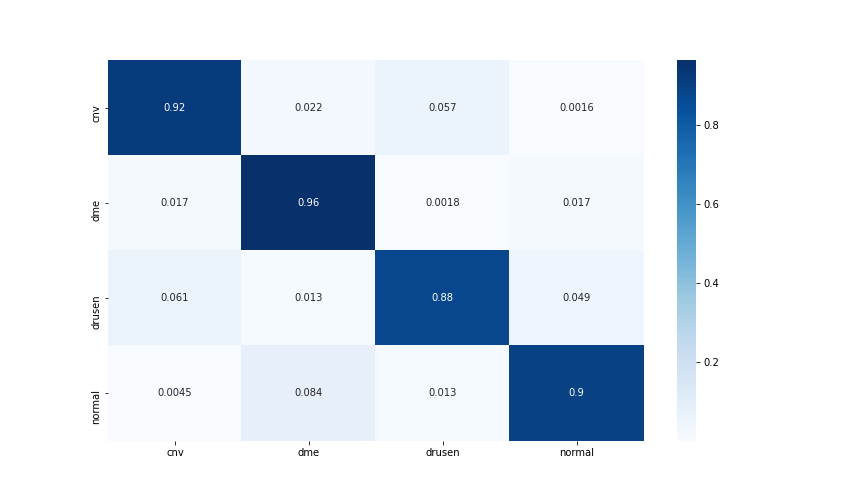 cnv 0.92 0.022 0.057 0.0016
dme 0.017 0.96 0.0018 0.017
drusen 0.061 0.013 0.88 0.049
normal 0.0045 0.084 0.013 0.9
cnv dme drusen normal
0.8
0.6
0.4
0.2